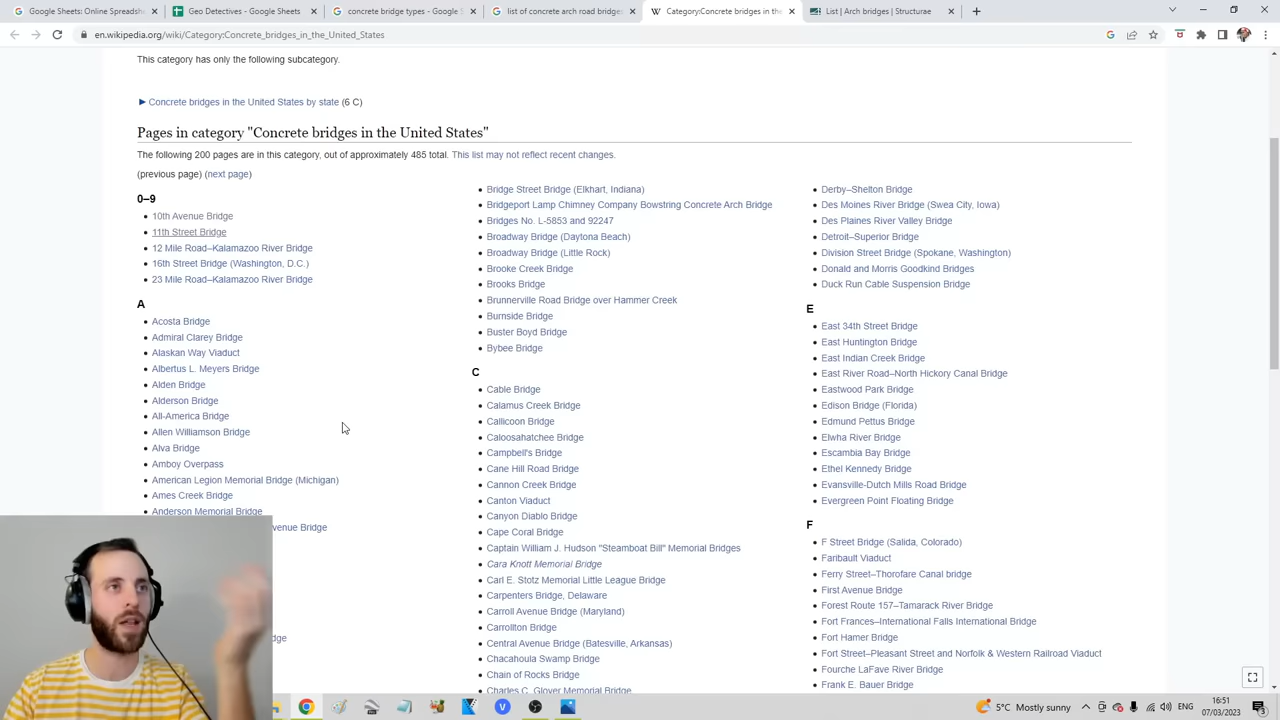 Google Sheets: Online Spreadsh
Geo Detectives - Google Sheets
concrete bridge types - Google S
list of concrete arch road bridges
Category:Concrete bridges in the
List | Arch Bridges | Structurae
en.wikipedia.org/wiki/Category:Concrete_bridges_in_the_United_States
This category has only the following subcategory.
► Concrete bridges in the United States by state (6 C)
Pages in category "Concrete bridges in the United States"
The following 200 pages are in this category, out of approximately 485 total. This list may not reflect recent changes.
(previous page) (next page)
0–9
10th Avenue Bridge
11th Street Bridge
12 Mile Road–Kalamazoo River Bridge
16th Street Bridge (Washington, D.C.)
23 Mile Road–Kalamazoo River Bridge
A
Acosta Bridge
Admiral Clarey Bridge
Alaskan Way Viaduct
Albertus L. Meyers Bridge
Alden Bridge
Alderson Bridge
All-America Bridge
Allen Williamson Bridge
Alva Bridge
Amboy Overpass
American Legion Memorial Bridge (Michigan)
Ames Creek Bridge
Anderson Memorial Bridge
venue Bridge
dge
Bridge Street Bridge (Elkhart, Indiana)
Bridgeport Lamp Chimney Company Bowstring Concrete Arch Bridge
Bridges No. L-5853 and 92247
Broadway Bridge (Daytona Beach)
Broadway Bridge (Little Rock)
Brooke Creek Bridge
Brooks Bridge
Brunnerville Road Bridge over Hammer Creek
Burnside Bridge
Buster Boyd Bridge
Bybee Bridge
C
Cable Bridge
Calamus Creek Bridge
Callicoon Bridge
Caloosahatchee Bridge
Campbell's Bridge
Cane Hill Road Bridge
Cannon Creek Bridge
Canton Viaduct
Canyon Diablo Bridge
Cape Coral Bridge
Captain William J. Hudson "Steamboat Bill" Memorial Bridges
Cara Knott Memorial Bridge
Carl E. Stotz Memorial Little League Bridge
Carpenters Bridge, Delaware
Carroll Avenue Bridge (Maryland)
Carrollton Bridge
Central Avenue Bridge (Batesville, Arkansas)
Chacahoula Swamp Bridge
Chain of Rocks Bridge
Charles C. Glover Memorial Bridge
Derby–Shelton Bridge
Des Moines River Bridge (Swea City, Iowa)
Des Plaines River Valley Bridge
Detroit–Superior Bridge
Division Street Bridge (Spokane, Washington)
Donald and Morris Goodkind Bridges
Duck Run Cable Suspension Bridge
E
East 34th Street Bridge
East Huntington Bridge
East Indian Creek Bridge
East River Road–North Hickory Canal Bridge
Eastwood Park Bridge
Edison Bridge (Florida)
Edmund Pettus Bridge
Elwha River Bridge
Escambia Bay Bridge
Ethel Kennedy Bridge
Evansville-Dutch Mills Road Bridge
Evergreen Point Floating Bridge
F
F Street Bridge (Salida, Colorado)
Faribault Viaduct
Ferry Street–Thorofare Canal bridge
First Avenue Bridge
Forest Route 157–Tamarack River Bridge
Fort Frances–International Falls International Bridge
Fort Hamer Bridge
Fort Street–Pleasant Street and Norfolk & Western Railroad Viaduct
Fourche LaFave River Bridge
Frank E. Bauer Bridge
5°C Mostly sunny
ENG
16:51
07/03/2023